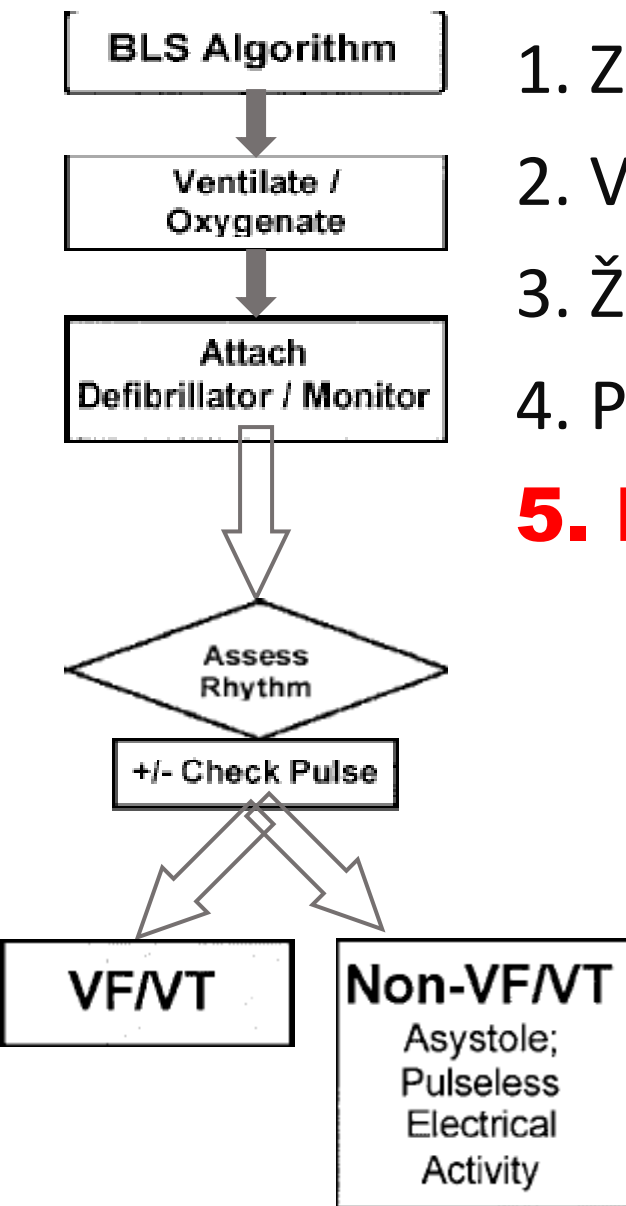 BLS Algorithm
Ventilate /
Oxygenate
Attach
Defibrillator / Monitor
Assess
Rhythm
+/- Check Pulse
VF/VT
Non-VF/VT
Asystole;
Pulseless
Electrical
Activity
1. Z
2. V
3. Ž
4. P
5.